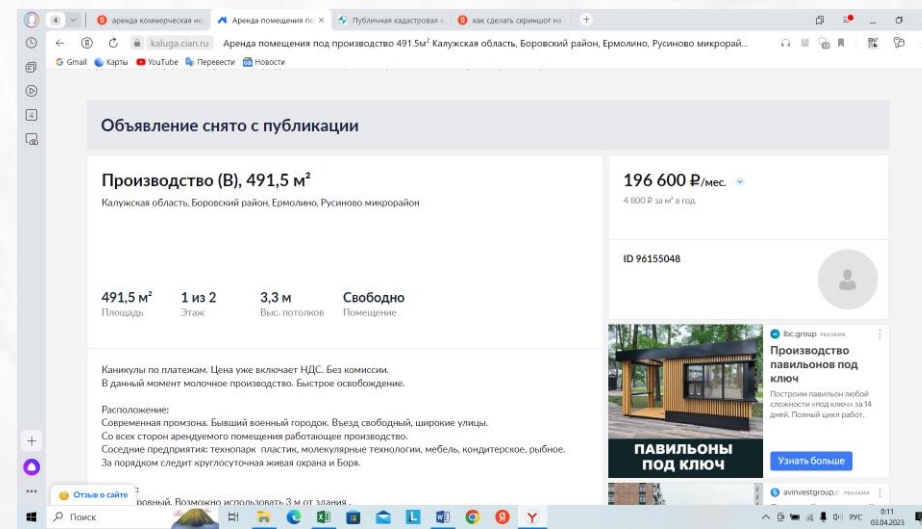 аренда коммерческая не
Аренда помещения по
Публичная кадастровая к
как сделать скриншот на
kaluga.cian.ru Аренда помещения под производство 491.5м² Калужская область, Боровский район, Ермолино, Русиново микрорай...
Gmail Карты YouTube Перевести Новости
Объявление снято с публикации
Производство (B), 491,5 м²
Калужская область, Боровский район, Ермолино, Русиново микрорайон
196 600 ₽/мес.
4 800 ₽ за м² в год
ID 96155048
491,5 м² 1 из 2 3,3 м Свободно
Площадь Этаж Выс. потолков Помещение
Каникулы по платежам. Цена уже включает НДС. Без комиссии.
В данный момент молочное производство. Быстрое освобождение.
Расположение:
Современная промзона. Бывший военный городок. Въезд свободный, широкие улицы.
Со всех сторон арендуемого помещения работающее производство.
Соседние предприятия: технопарк пластик, молекулярные технологии, мебель, кондитерское, рыбное.
За порядком следит круглосуточная живая охрана и Боря.
ровный. Возможно использовать 3 м от здания
Отзыв о сайте
lbc.group РЕКЛАМА
Производство
павильонов под
ключ
Построим павильон любой
сложности «под ключ» за 14
дней. Полный цикл работ.
Узнать больше
ПАВИЛЬОНЫ
ПОД КЛЮЧ
avinvestgroup.r РЕКЛАМА
Поиск
РУС
0:11
03.04.2023